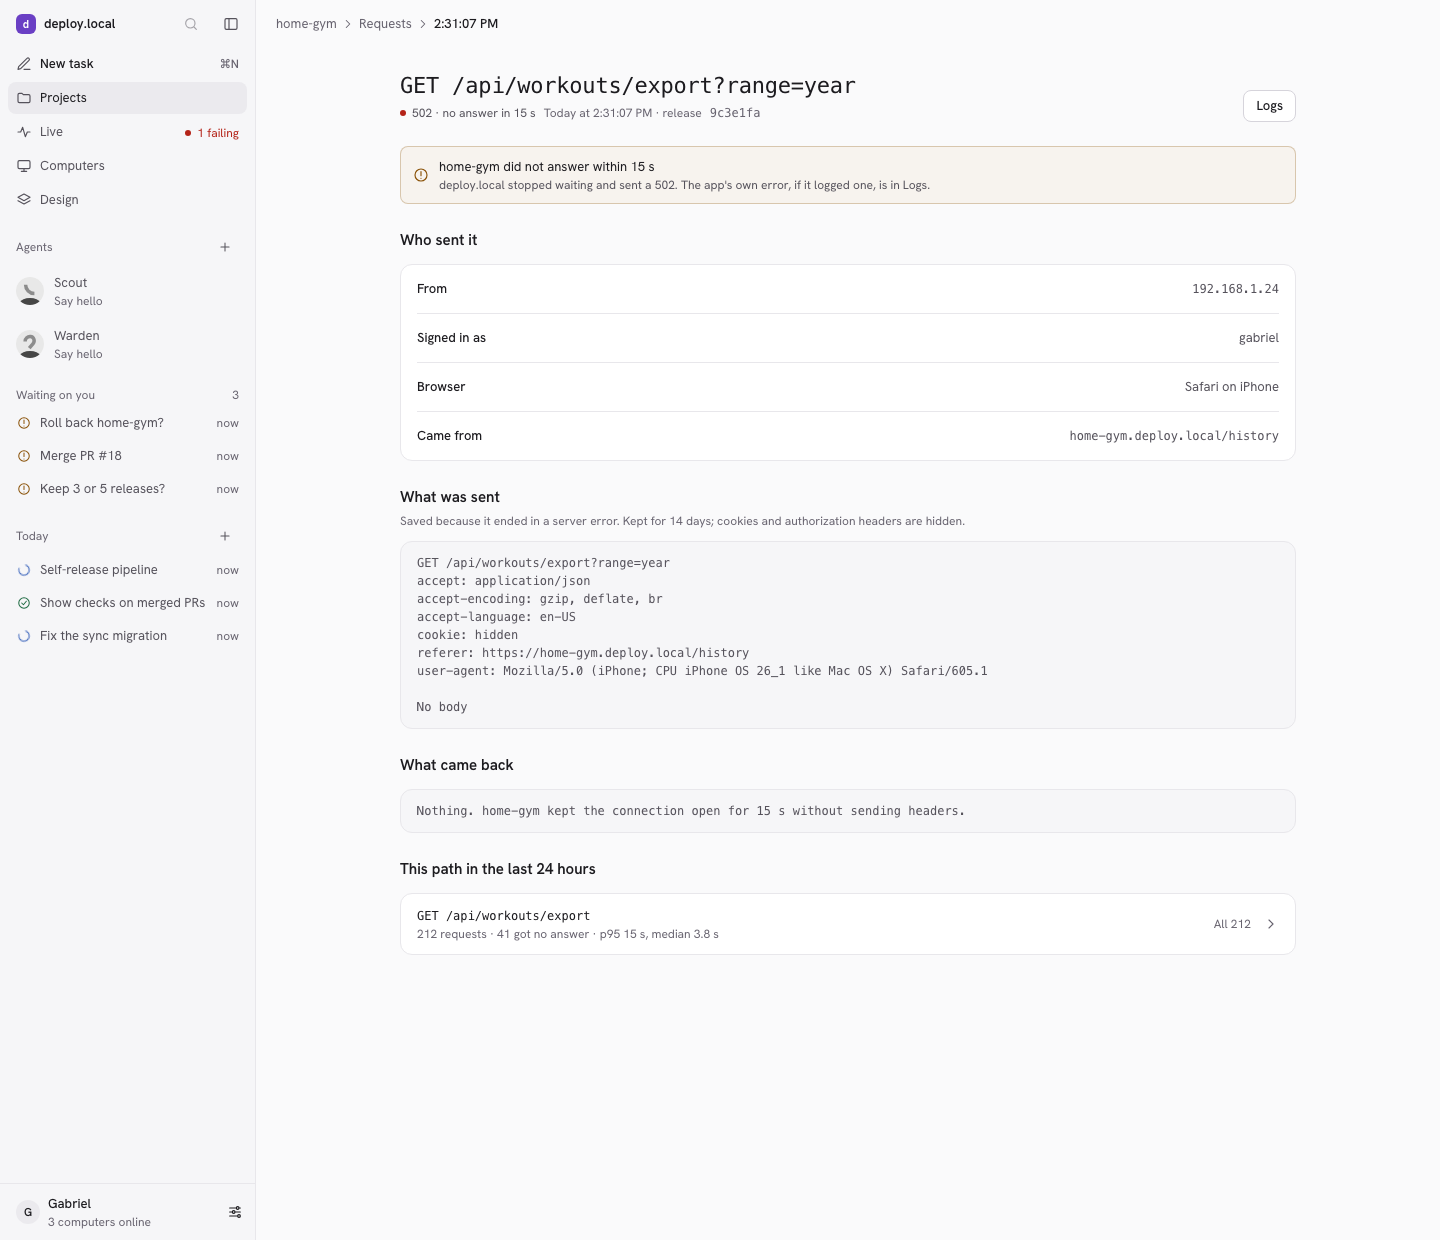 d deploy.local
New task ⌘N
Projects
Live 1 failing
Computers
Design
Agents
Scout
Say hello
Warden
Say hello
Waiting on you 3
Roll back home-gym? now
Merge PR #18 now
Keep 3 or 5 releases? now
Today
Self-release pipeline now
Show checks on merged PRs now
Fix the sync migration now
G
Gabriel
3 computers online
home-gym > Requests > 2:31:07 PM
GET /api/workouts/export?range=year
502 · no answer in 15 s Today at 2:31:07 PM · release 9c3e1fa
Logs
home-gym did not answer within 15 s
deploy.local stopped waiting and sent a 502. The app's own error, if it logged one, is in Logs.
Who sent it
From 192.168.1.24
Signed in as gabriel
Browser Safari on iPhone
Came from home-gym.deploy.local/history
What was sent
Saved because it ended in a server error. Kept for 14 days; cookies and authorization headers are hidden.
GET /api/workouts/export?range=year
accept: application/json
accept-encoding: gzip, deflate, br
accept-language: en-US
cookie: hidden
referer: https://home-gym.deploy.local/history
user-agent: Mozilla/5.0 (iPhone; CPU iPhone OS 26_1 like Mac OS X) Safari/605.1
No body
What came back
Nothing. home-gym kept the connection open for 15 s without sending headers.
This path in the last 24 hours
GET /api/workouts/export
212 requests · 41 got no answer · p95 15 s, median 3.8 s
All 212